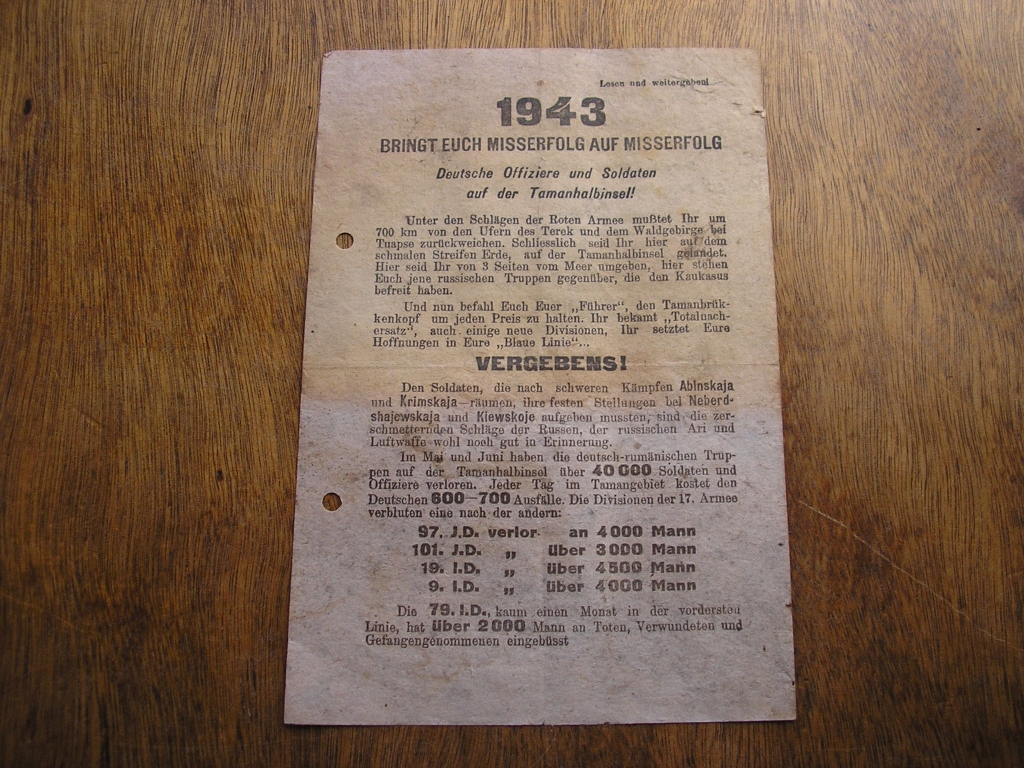 Lesen und weitergeben!
1943
BRINGT EUCH MISSERFOLG AUF MISSERFOLG
Deutsche Offiziere und Soldaten
auf der Tamanhalbinsel!
Unter den Schlägen der Roten Armee mußtet Ihr um
700 km von den Ufern des Terek und dem Waldgebirge bei
Tuapse zurückweichen. Schliesslich seid Ihr hier auf dem
schmalen Streifen Erde, auf der Tamanhalbinsel gelandet.
Hier seid Ihr von 3 Seiten vom Meer umgeben, hier stehen
Euch jene russischen Truppen gegenüber, die den Kaukasus
befreit haben.
Und nun befahl Euch Euer „Führer“, den Tamanbrük-
kenkopf um jeden Preis zu halten. Ihr bekamt „Totalnach-
ersatz“, auch einige neue Divisionen, Ihr setztet Eure
Hoffnungen in Eure „Blaue Linie“...
VERGEBENS!
Den Soldaten, die nach schweren Kämpfen Abinskaja
und Krimskaja räumen, ihre festen Stellungen bei Neberd-
shajewskaja und Kiewskoje aufgeben mussten, sind die zer-
schmetternden Schläge der Russen, der russischen Ari und
Luftwaffe wohl noch gut in Erinnerung.
Im Mai und Juni haben die deutsch-rumänischen Trup-
pen auf der Tamanhalbinsel über 40 000 Soldaten und
Offiziere verloren. Jeder Tag im Tamangebiet kostet den
Deutschen 600—700 Ausfälle. Die Divisionen der 17. Armee
verbluten eine nach der andern:
97. J.D. verlor an 4 000 Mann
101. J.D. „ über 3 000 Mann
19. I.D. „ über 4 500 Mann
9. I.D. „ über 4 000 Mann
Die 79. I.D., kaum einen Monat in der vordersten
Linie, hat über 2 000 Mann an Toten, Verwundeten und
Gefangengenommenen eingebüsst